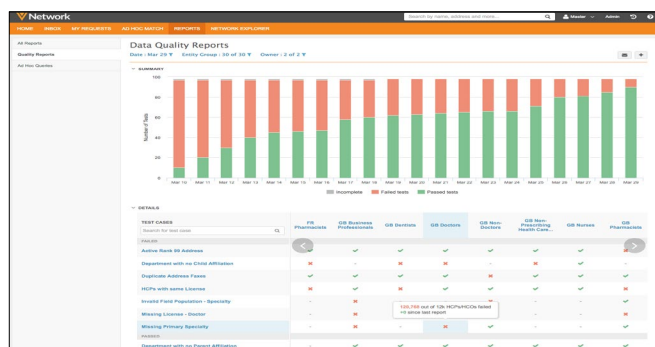 Network
Search by name, address and more...
Master
Admin
HOME INBOX MY REQUESTS AD HOC MATCH REPORTS NETWORK EXPLORER
All Reports
Quality Reports
Ad Hoc Queries
Data Quality Reports
Date : Mar 29 Entity Group : 30 of 30 Owner : 2 of 2
SUMMARY
100
80
60
40
20
0
Number of Tests
Mar 10 Mar 11 Mar 12 Mar 13 Mar 14 Mar 15 Mar 16 Mar 17 Mar 18 Mar 19 Mar 20 Mar 21 Mar 22 Mar 23 Mar 24 Mar 25 Mar 26 Mar 27 Mar 28 Mar 29
Incomplete Failed tests Passed tests
DETAILS
TEST CASES
Search for test case
FR Pharmacists
GB Business Professionals
GB Dentists
GB Doctors
GB Non-Doctors
GB Non-Prescribing Health Care...
GB Nurses
GB Pharmacists
FAILED
Active Rank 99 Address
Department with no Child Affiliation
Duplicate Address Faxes
HCPs with same License
Invalid Field Population - Specialty
Missing License - Doctor
out of 12k HCPs/HCOs failed
since last report
Missing Primary Specialty
PASSED
Department with no Parent Affiliation